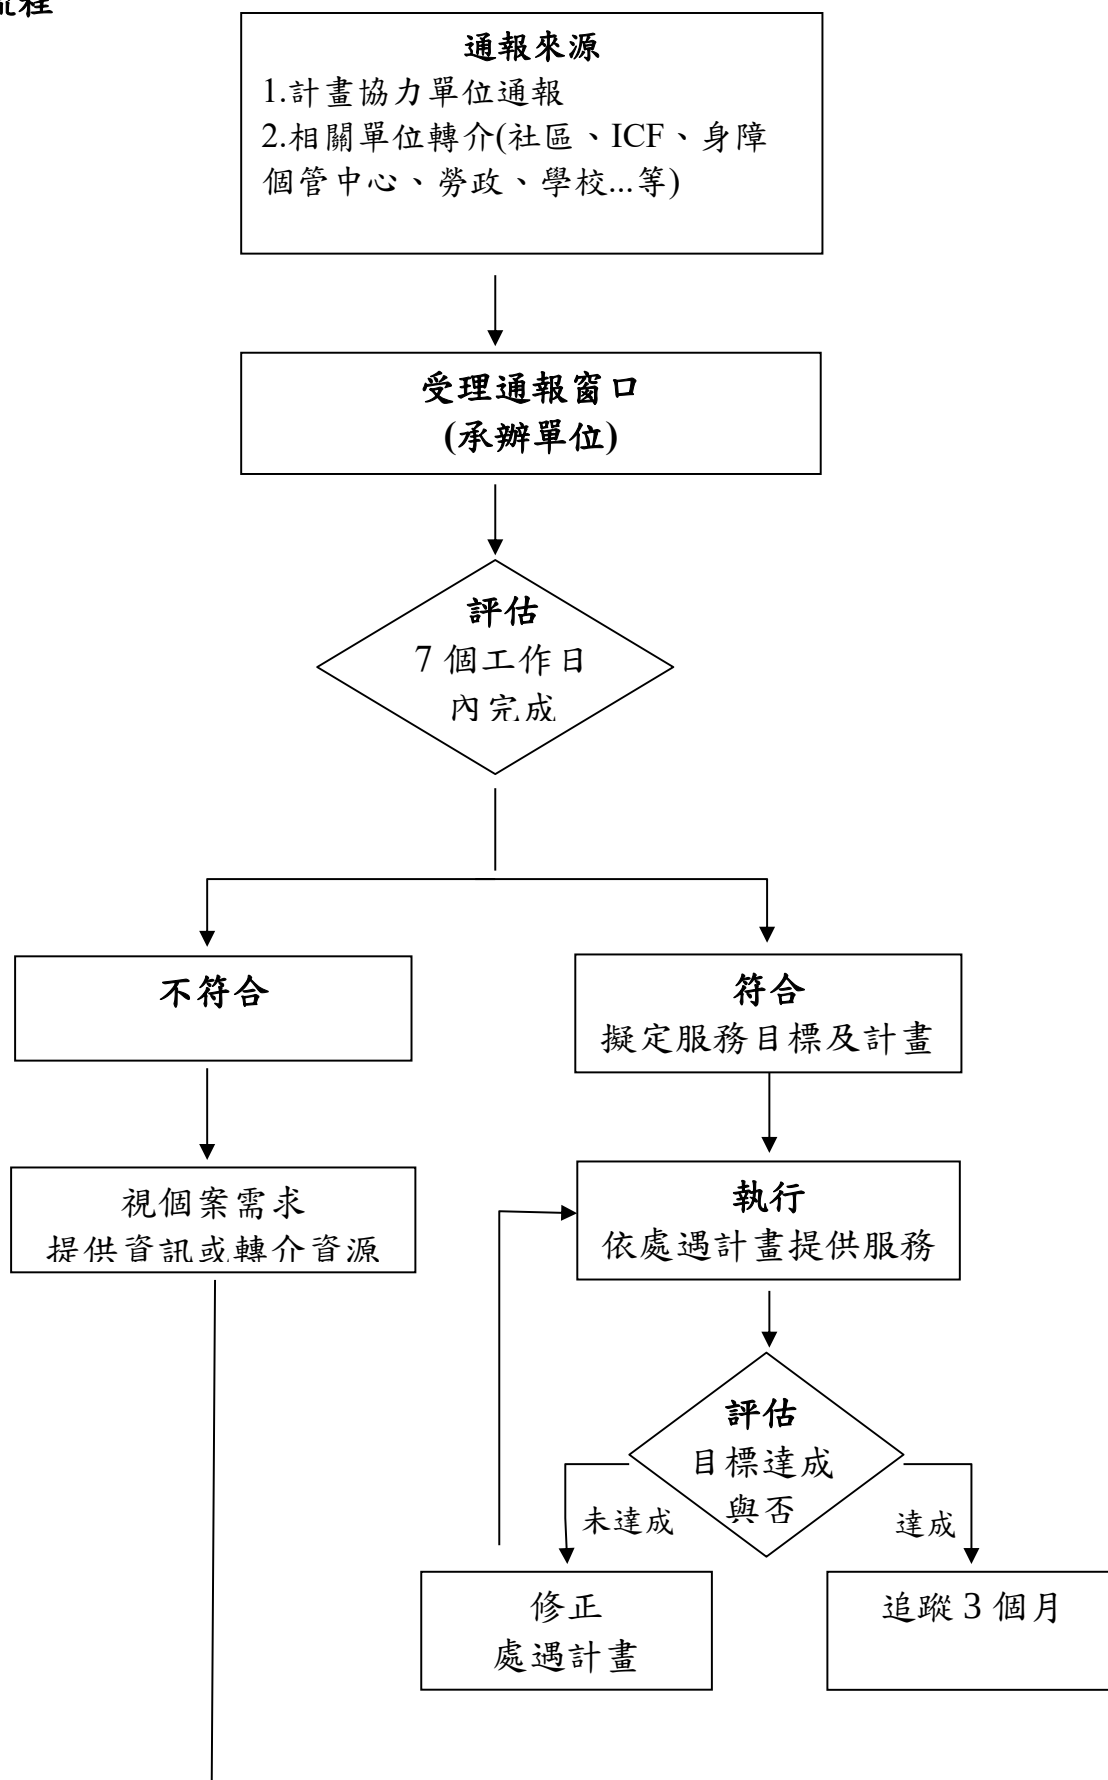 流程
通報來源
1.計畫協力單位通報
2.相關單位轉介(社區、ICF、身障
個管中心、勞政、學校...等)
受理通報窗口
(承辦單位)
評估
7 個工作日
內完成
不符合
符合
擬定服務目標及計畫
視個案需求
提供資訊或轉介資源
執行
依處遇計畫提供服務
評估
目標達成
與否
未達成
達成
修正
處遇計畫
追蹤 3 個月